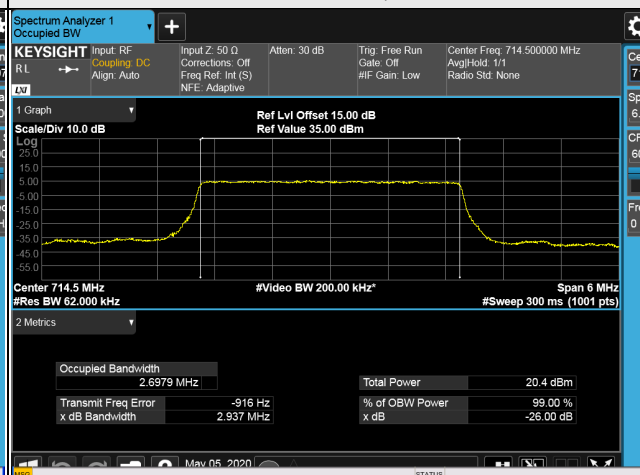 Spectrum Analyzer 1
Occupied BW
+
KEYSIGHT Input: RF Input Z: 50 Ω Atten: 30 dB Trig: Free Run Center Freq: 714.500000 MHz
R L Coupling: DC Corrections: Off Gate: Off Avg|Hold: 1/1
Align: Auto Freq Ref: Int (S) #IF Gain: Low Radio Std: None
LXI NFE: Adaptive
1 Graph
Ref Lvl Offset 15.00 dB
Scale/Div 10.0 dB Ref Value 35.00 dBm
Log
25.0
15.0
5.00
-5.00
-15.0
-25.0
-35.0
-45.0
-55.0
Center 714.5 MHz #Video BW 200.00 kHz* Span 6 MHz
#Res BW 62.000 kHz #Sweep 300 ms (1001 pts)
2 Metrics
Occupied Bandwidth
2.6979 MHz Total Power 20.4 dBm
Transmit Freq Error -916 Hz % of OBW Power 99.00 %
x dB Bandwidth 2.937 MHz x dB -26.00 dB
May 05, 2020
MSG STATUS